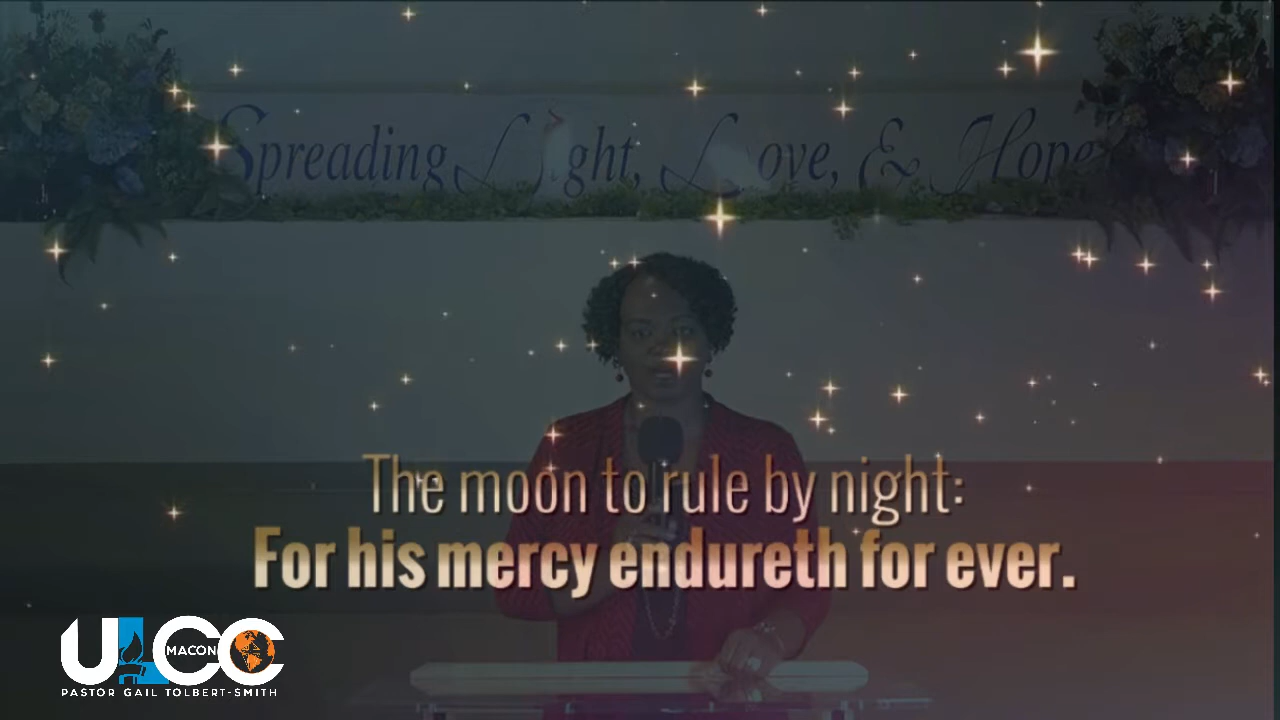 Spreading Light, Love, & Hope
The moon to rule by night:
For his mercy endureth for ever.
ULCC
MACON
PASTOR GAIL TOLBERT-SMITH